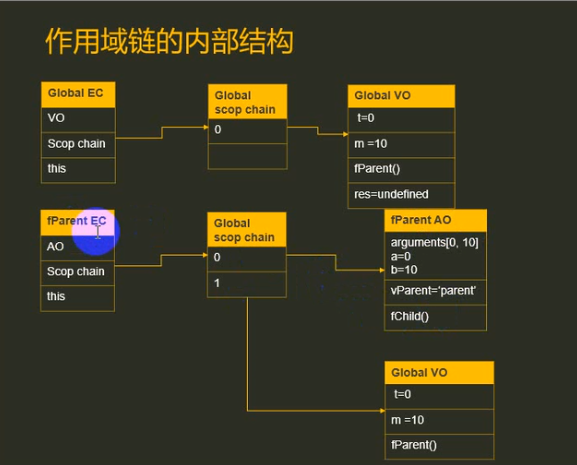 作用域链的内部结构
Global EC
VO
Scop chain
this
Global
scop chain
0
Global VO
t=0
m =10
fParent()
res=undefined
fParent EC
AO
Scop chain
this
Global
scop chain
0
1
fParent AO
arguments[0, 10]
a=0
b=10
vParent='parent'
fChild()
Global VO
t=0
m =10
fParent()